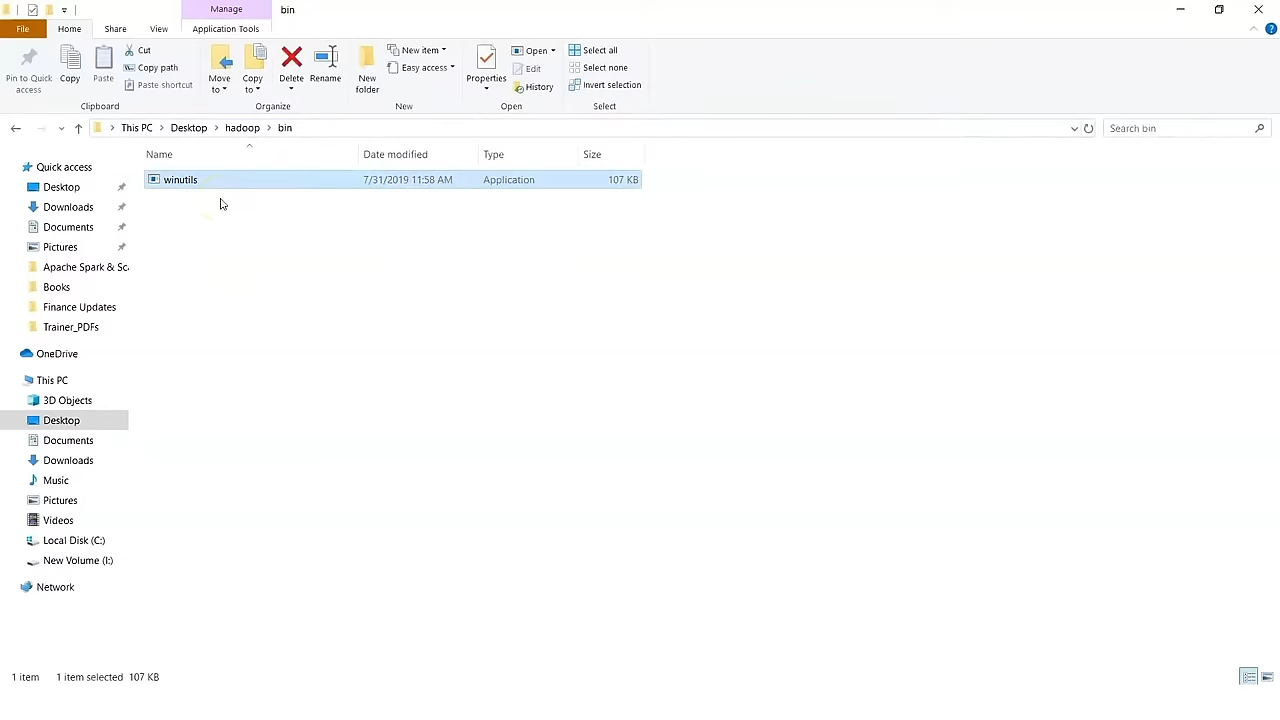 Manage
bin
File
Home
Share
View
Application Tools
Pin to Quick access
Copy
Paste
Cut
Copy path
Paste shortcut
Clipboard
Move to
Copy to
Delete
Rename
Organize
New folder
New item
Easy access
New
Properties
Open
Edit
History
Open
Select all
Select none
Invert selection
Select
This PC > Desktop > hadoop > bin
Search bin
Name
Date modified
Type
Size
winutils
7/31/2019 11:58 AM
Application
107 KB
Quick access
Desktop
Downloads
Documents
Pictures
Apache Spark & Sc
Books
Finance Updates
Trainer_PDFs
OneDrive
This PC
3D Objects
Desktop
Documents
Downloads
Music
Pictures
Videos
Local Disk (C:)
New Volume (I:)
Network
1 item
1 item selected 107 KB